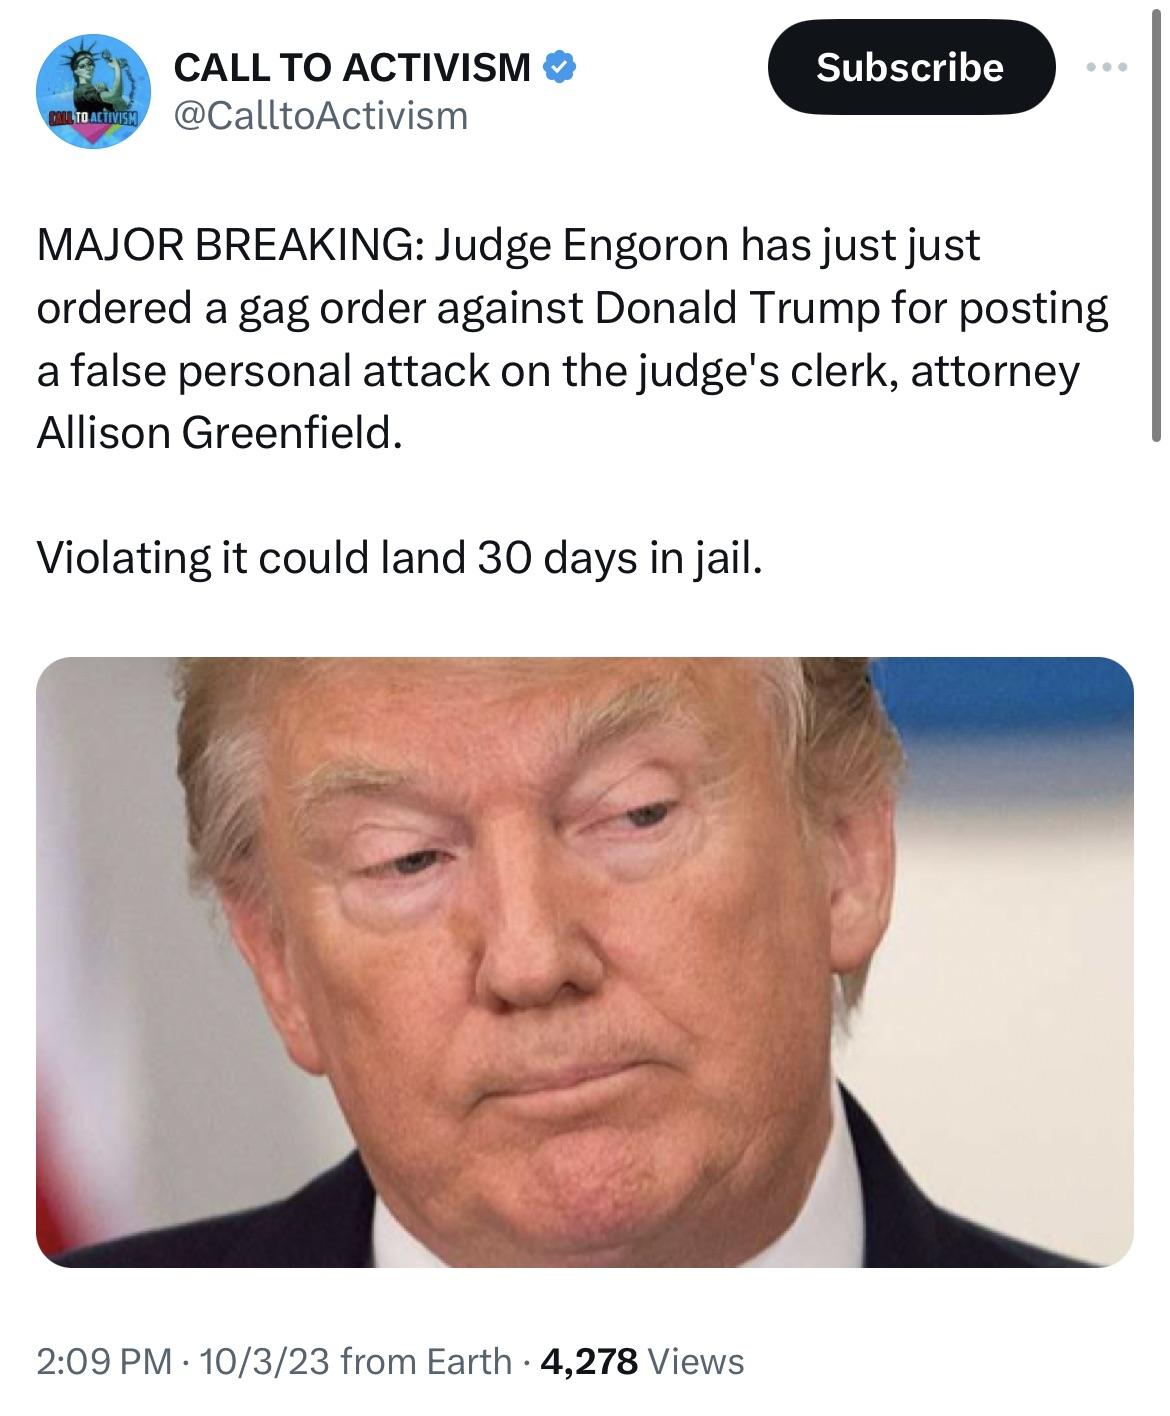 CALL TO ACTIVISM
@CalltoActivism
Subscribe
CALL TO ACTIVISM
MAJOR BREAKING: Judge Engoron has just just
ordered a gag order against Donald Trump for posting
a false personal attack on the judge's clerk, attorney
Allison Greenfield.
Violating it could land 30 days in jail.
2:09 PM · 10/3/23 from Earth · 4,278 Views